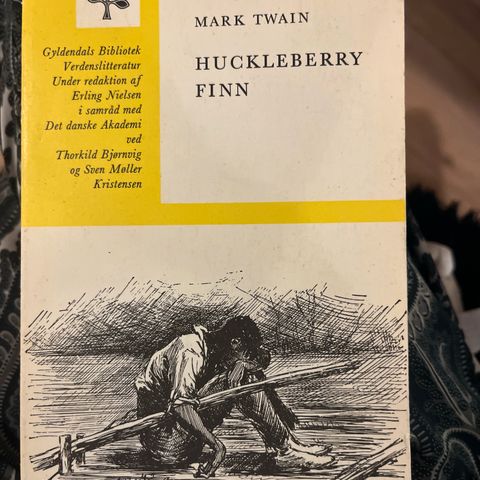 MARK TWAIN
HUCKLEBERRY
FINN
Gyldendals Bibliotek
Verdenslitteratur
Under redaktion af
Erling Nielsen
i samråd med
Det danske Akademi
ved
Thorkild Bjørnvig
og Sven Møller
Kristensen